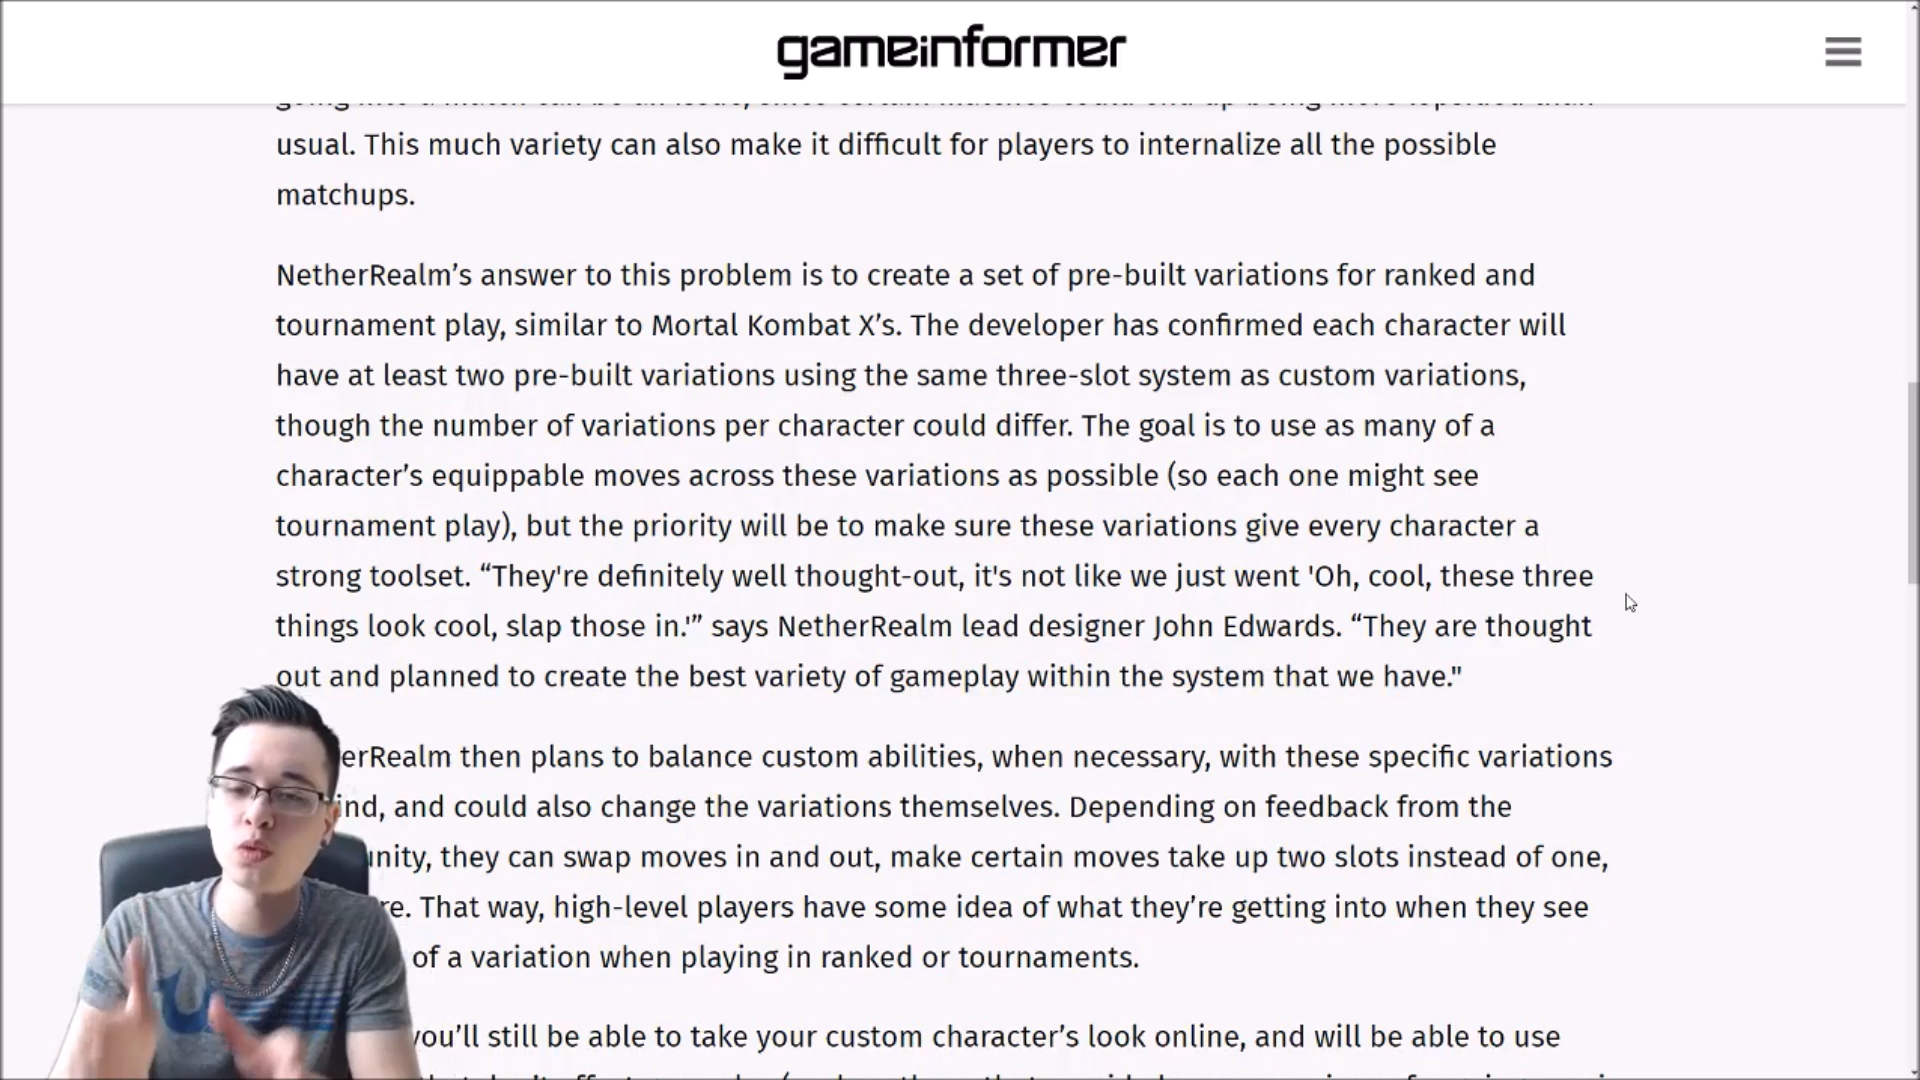 gameinformer
usual. This much variety can also make it difficult for players to internalize all the possible
matchups.
NetherRealm’s answer to this problem is to create a set of pre-built variations for ranked and
tournament play, similar to Mortal Kombat X’s. The developer has confirmed each character will
have at least two pre-built variations using the same three-slot system as custom variations,
though the number of variations per character could differ. The goal is to use as many of a
character’s equippable moves across these variations as possible (so each one might see
tournament play), but the priority will be to make sure these variations give every character a
strong toolset. “They're definitely well thought-out, it's not like we just went 'Oh, cool, these three
things look cool, slap those in.'” says NetherRealm lead designer John Edwards. “They are thought
out and planned to create the best variety of gameplay within the system that we have."
erRealm then plans to balance custom abilities, when necessary, with these specific variations
ind, and could also change the variations themselves. Depending on feedback from the
unity, they can swap moves in and out, make certain moves take up two slots instead of one,
re. That way, high-level players have some idea of what they’re getting into when they see
of a variation when playing in ranked or tournaments.
you’ll still be able to take your custom character’s look online, and will be able to use